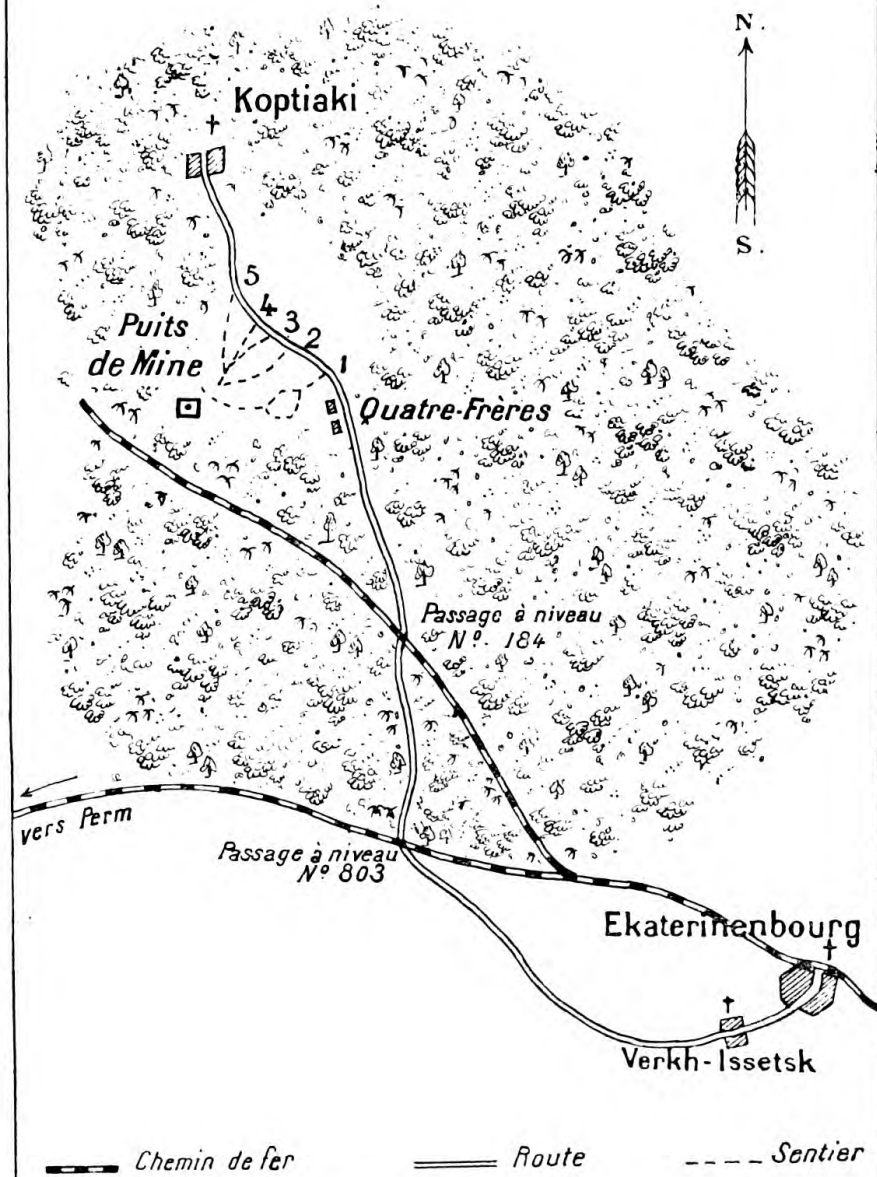 N.
Koptiaki
S.
5
4
3
2
1
Puits
de Mine
Quatre-Frères
Passage à niveau
Nº. 184
vers Perm
Passage à niveau
Nº 803
Ekaterinenbourg
Verkh-Issetsk
Chemin de fer
Route
Sentier